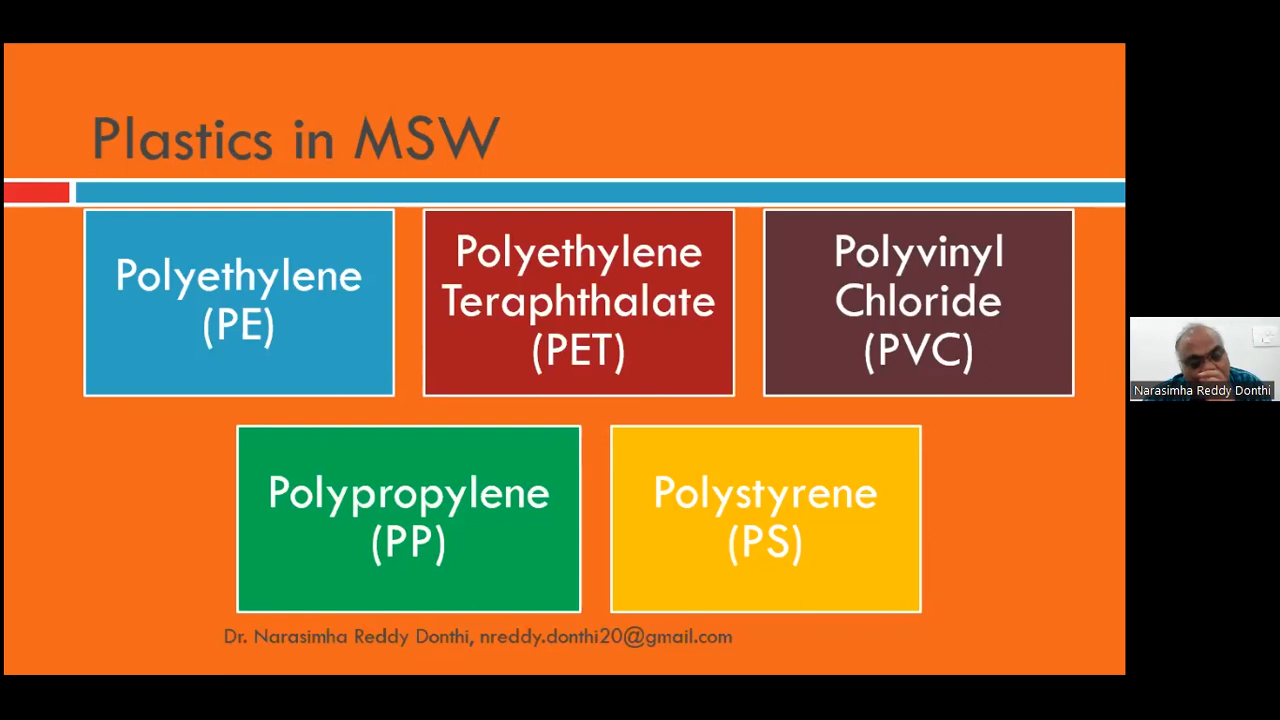 Plastics in MSW
Polyethylene
(PE)
Polyethylene
Teraphthalate
(PET)
Polyvinyl
Chloride
(PVC)
Polypropylene
(PP)
Polystyrene
(PS)
Dr. Narasimha Reddy Donthi, nreddy.donthi20@gmail.com
Narasimha Reddy Donthi